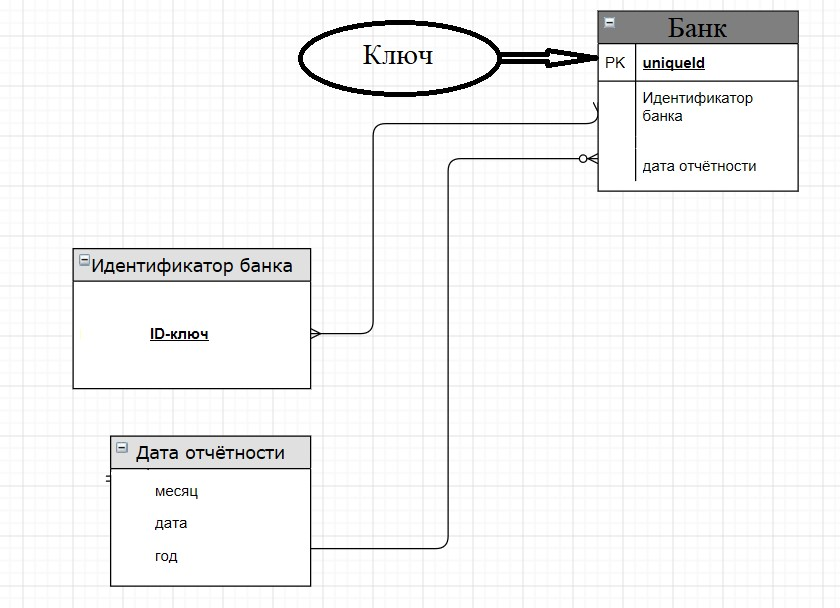 Ключ
Банк
PK
uniqueId
Идентификатор
банка
дата отчётности
Идентификатор банка
ID-ключ
Дата отчётности
месяц
дата
год